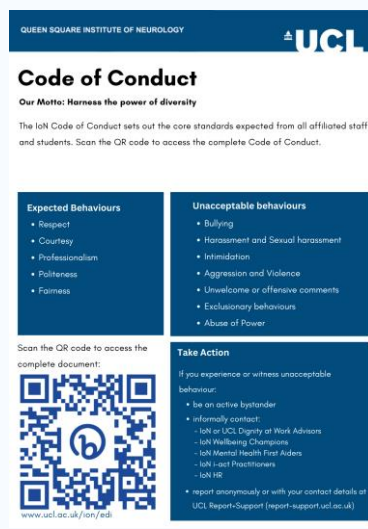 QUEEN SQUARE INSTITUTE OF NEUROLOGY
UCL
Code of Conduct
Our Motto: Harness the power of diversity
The IoN Code of Conduct sets out the core standards expected from all affiliated staff
and students. Scan the QR code to access the complete Code of Conduct.
Expected Behaviours
• Respect
• Courtesy
• Professionalism
• Politeness
• Fairness
Unacceptable behaviours
• Bullying
• Harassment and Sexual harassment
• Intimidation
• Aggression and Violence
• Unwelcome or offensive comments
• Exclusionary behaviours
• Abuse of Power
Scan the QR code to access the
complete document:
b
www.ucl.ac.uk/ion/edi
Take Action
If you experience or witness unacceptable
behaviour:
• be an active bystander
• informally contact:
- IoN or UCL Dignity at Work Advisors
- IoN Wellbeing Champions
- IoN Mental Health First Aiders
- IoN i-act Practitioners
- IoN HR
• report anonymously or with your contact details at
UCL Report+Support (report-support.ucl.ac.uk)